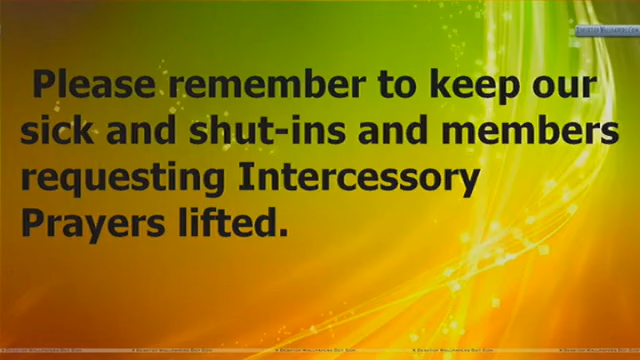 Please remember to keep our
sick and shut-ins and members
requesting Intercessory
Prayers lifted.